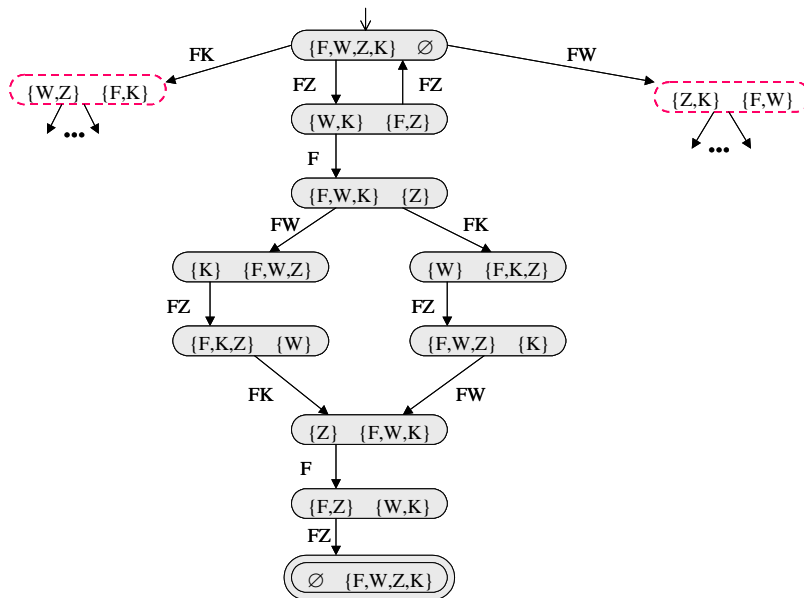 FK {F,W,Z,K} ∅ FW
{W,Z} {F,K} FZ FZ {Z,K} {F,W}
... {W,K} {F,Z} ...
F
{F,W,K} {Z}
FW FK
{K} {F,W,Z} {W} {F,K,Z}
FZ FZ
{F,K,Z} {W} {F,W,Z} {K}
FK FW
{Z} {F,W,K}
F
{F,Z} {W,K}
FZ
∅ {F,W,Z,K}